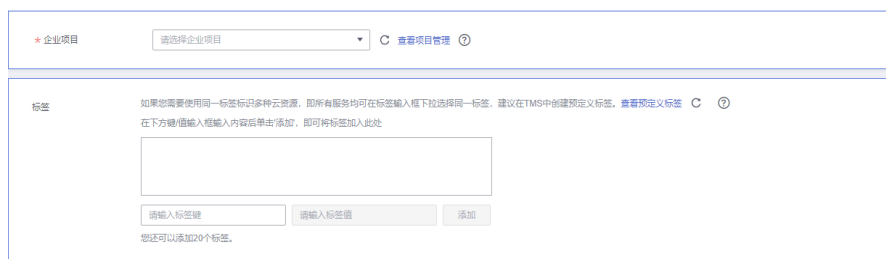 * 企业项目 请选择企业项目 查看项目管理
标签 如果您需要使用同一标签标识多种云资源，即所有服务均可在标签输入框下拉选择同一标签，建议在TMS中创建预定义标签。查看预定义标签
在下方键/值输入框输入内容后单击'添加'，即可将标签加入此处
请输入标签键 请输入标签值 添加
您还可以添加20个标签。